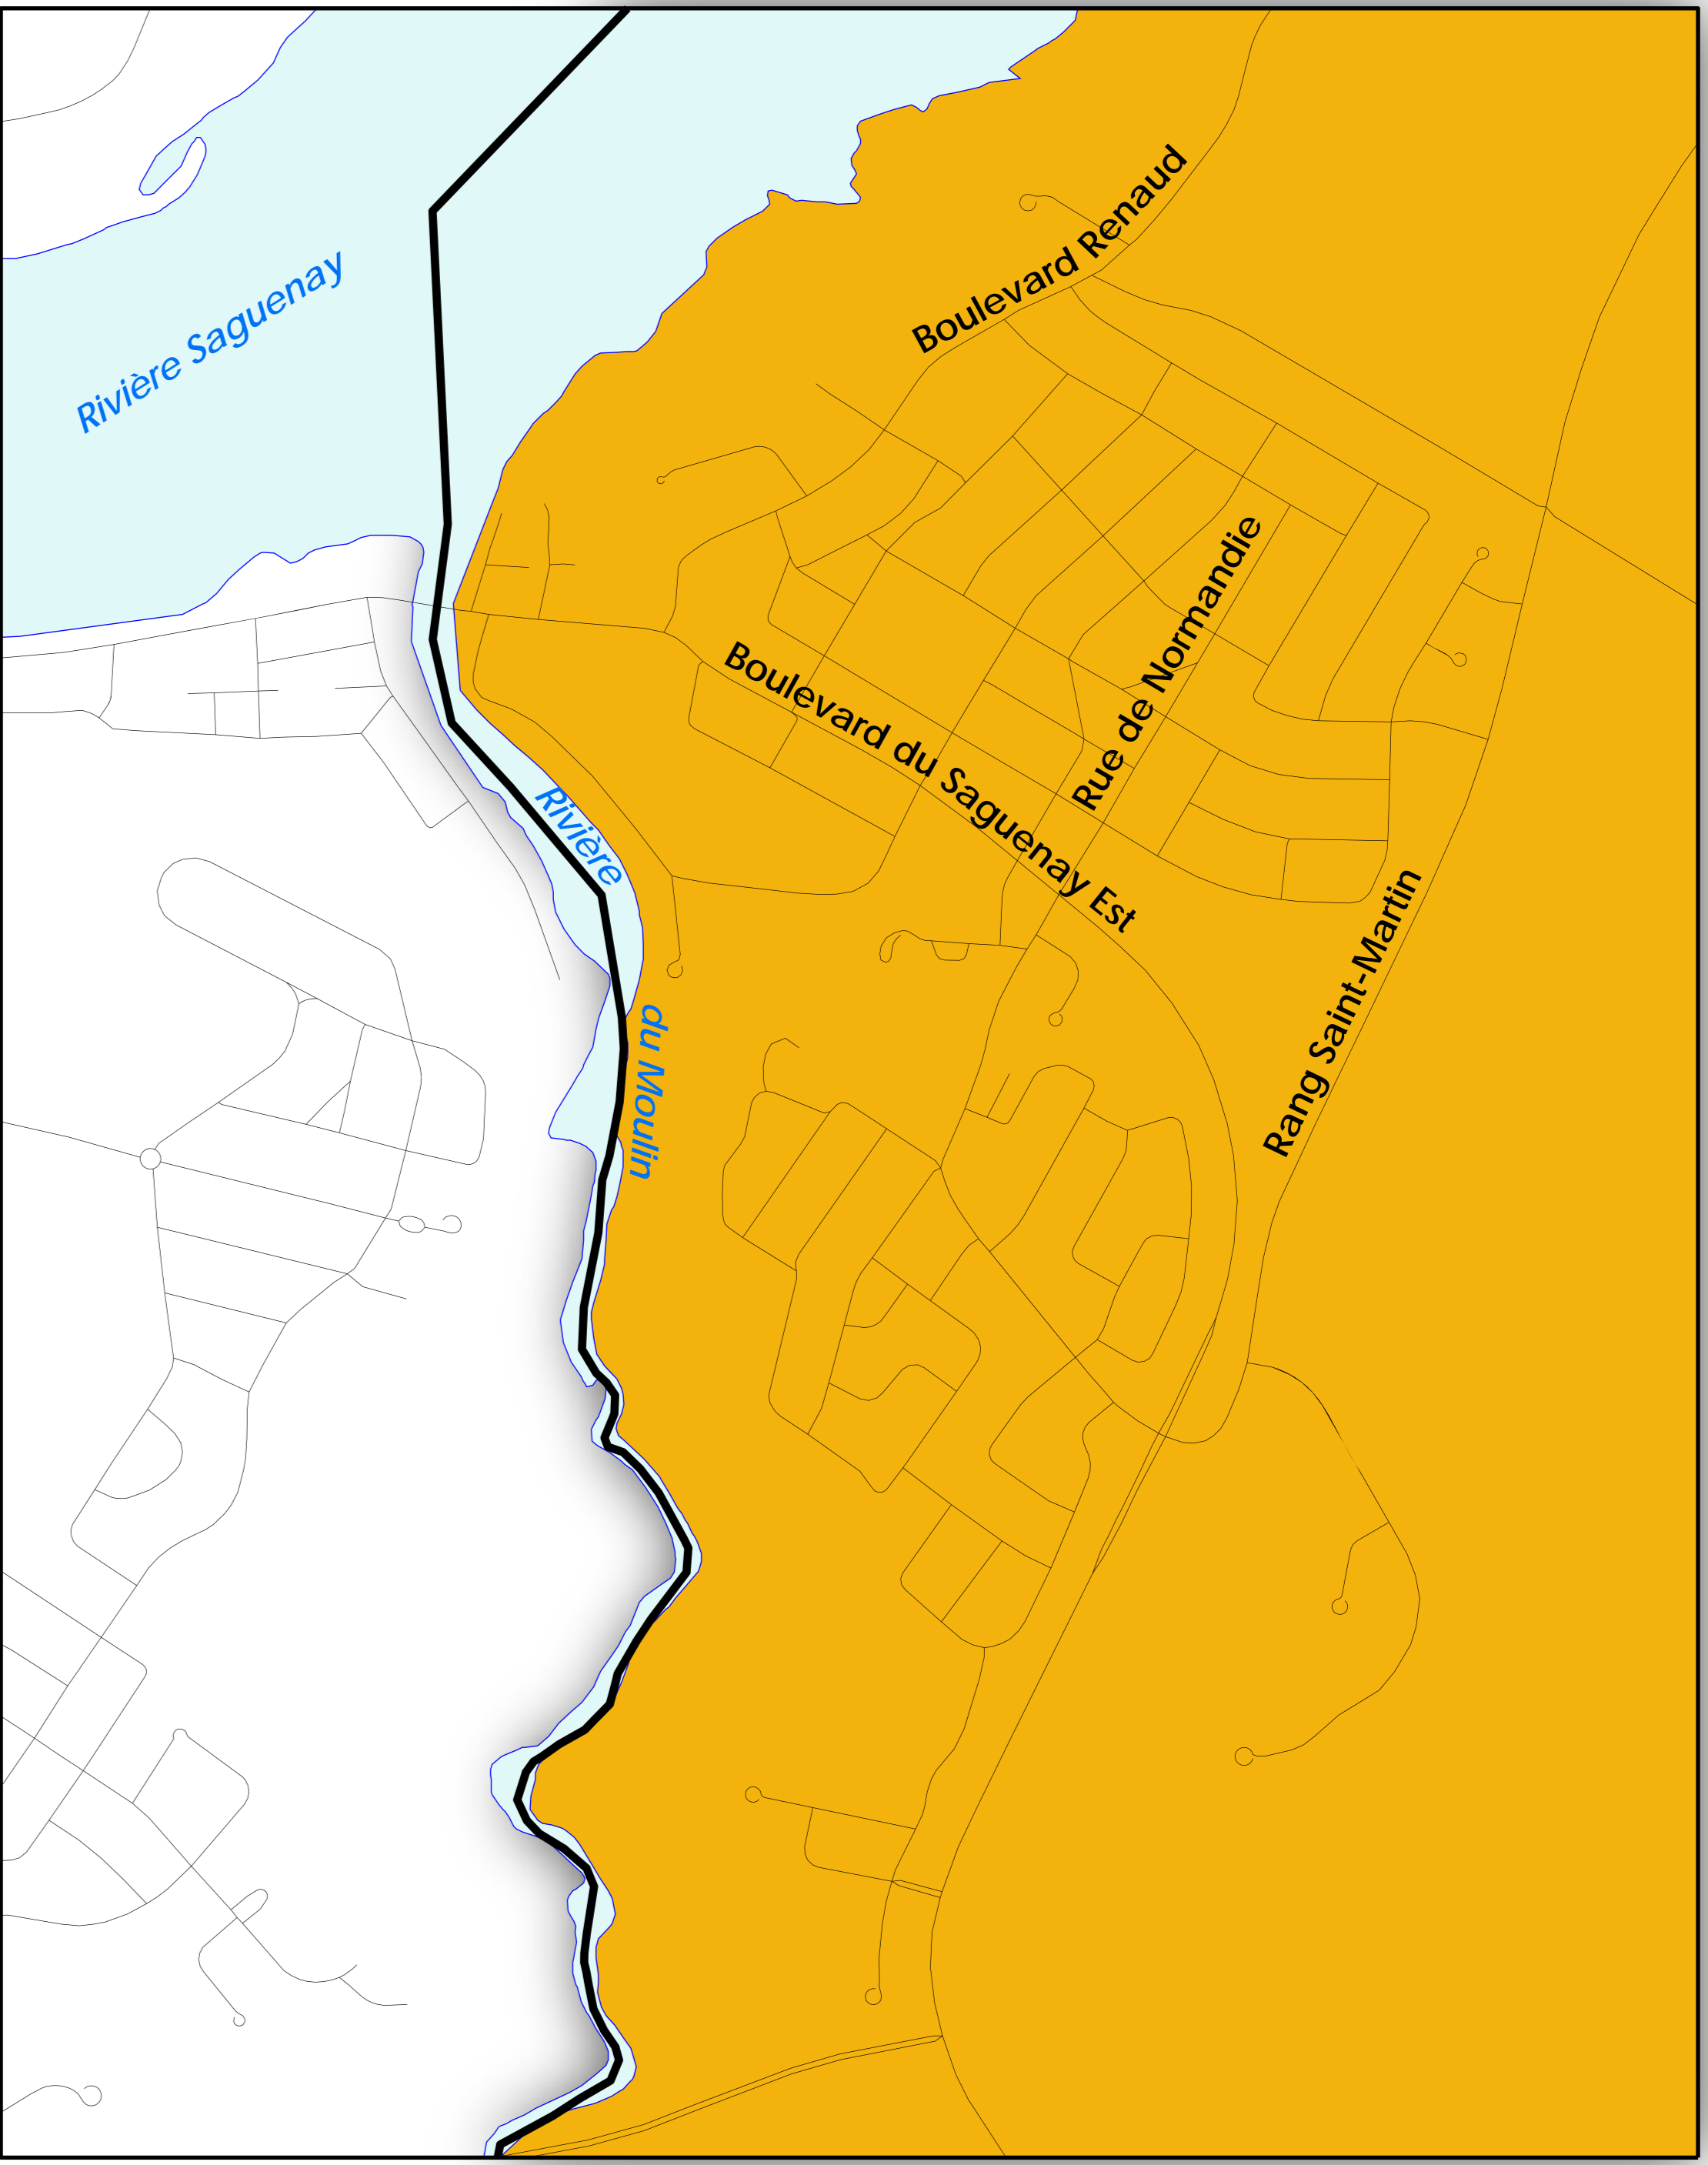 Boulevard Renaud
Rivière Saguenay
Rue de Normandie
Boulevard du Saguenay Est
Rivière
du Moulin
Rang Saint-Martin